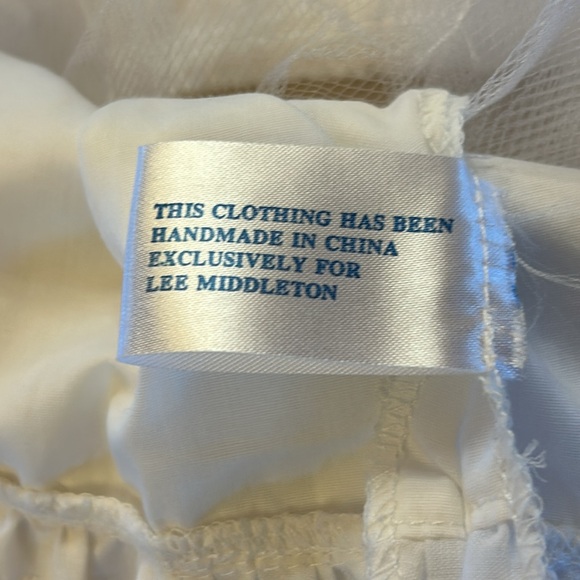 THIS CLOTHING HAS BEEN
HANDMADE IN CHINA
EXCLUSIVELY FOR
LEE MIDDLETON